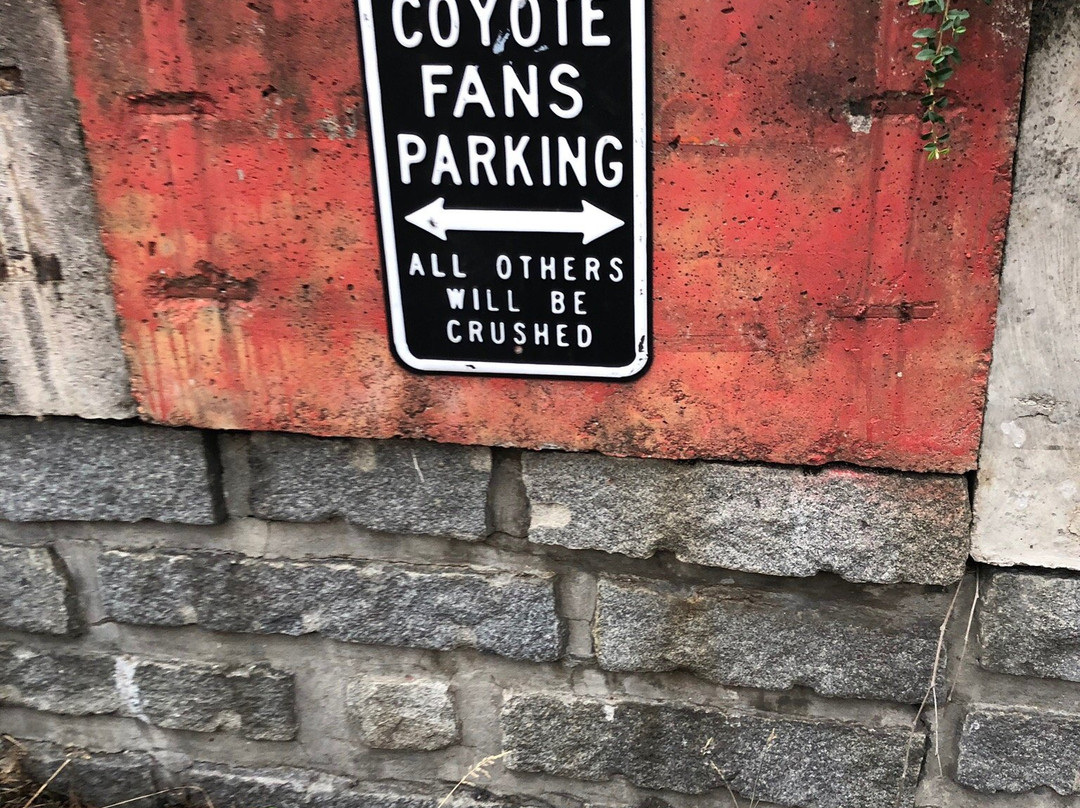 COYOTE
FANS
PARKING
ALL OTHERS
WILL BE
CRUSHED